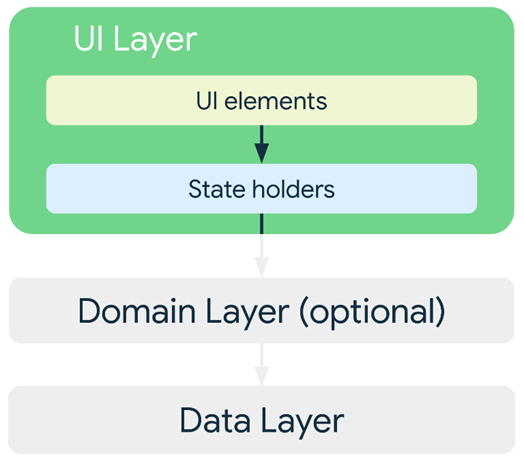 UI Layer
UI elements
State holders
Domain Layer (optional)
Data Layer